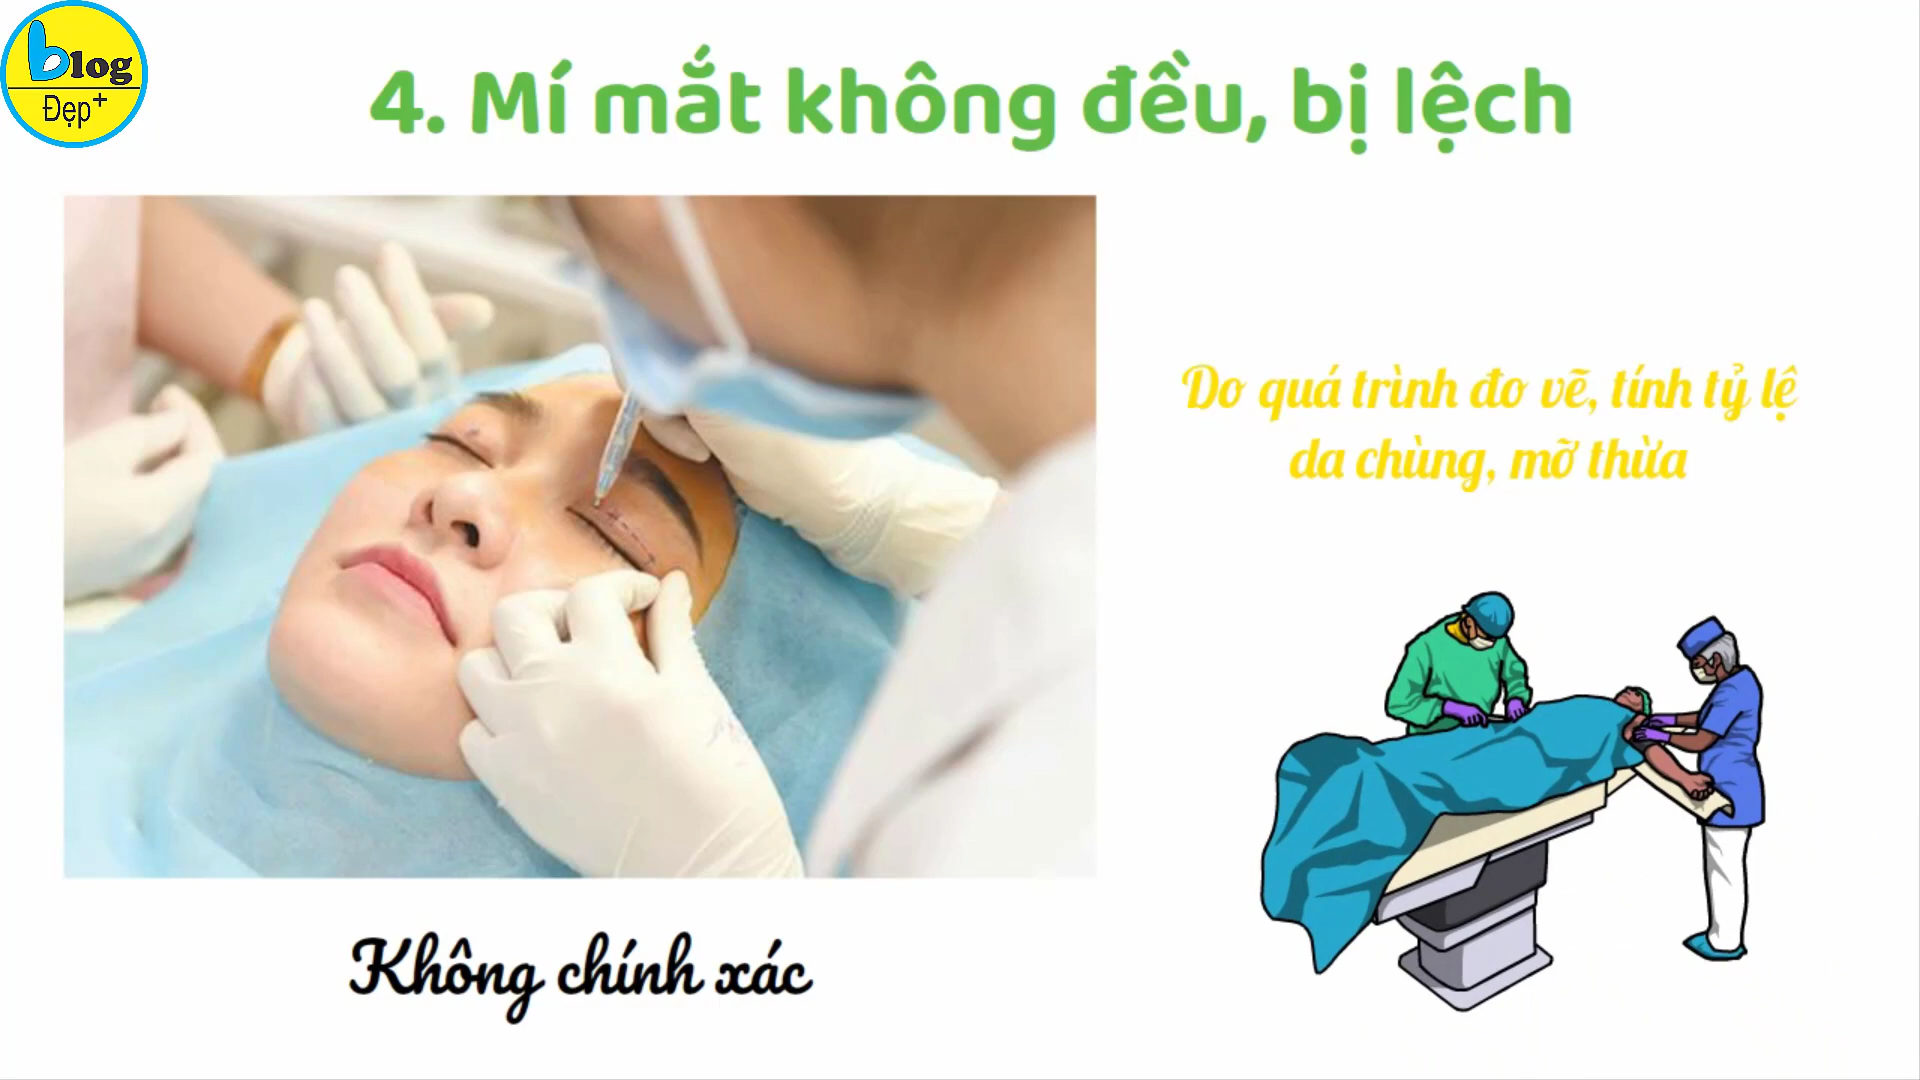 blog
Đẹp+
4. Mí mắt không đều, bị lệch
Do quá trình đo vẽ, tính tỷ lệ
da chùng, mỡ thừa
Không chính xác